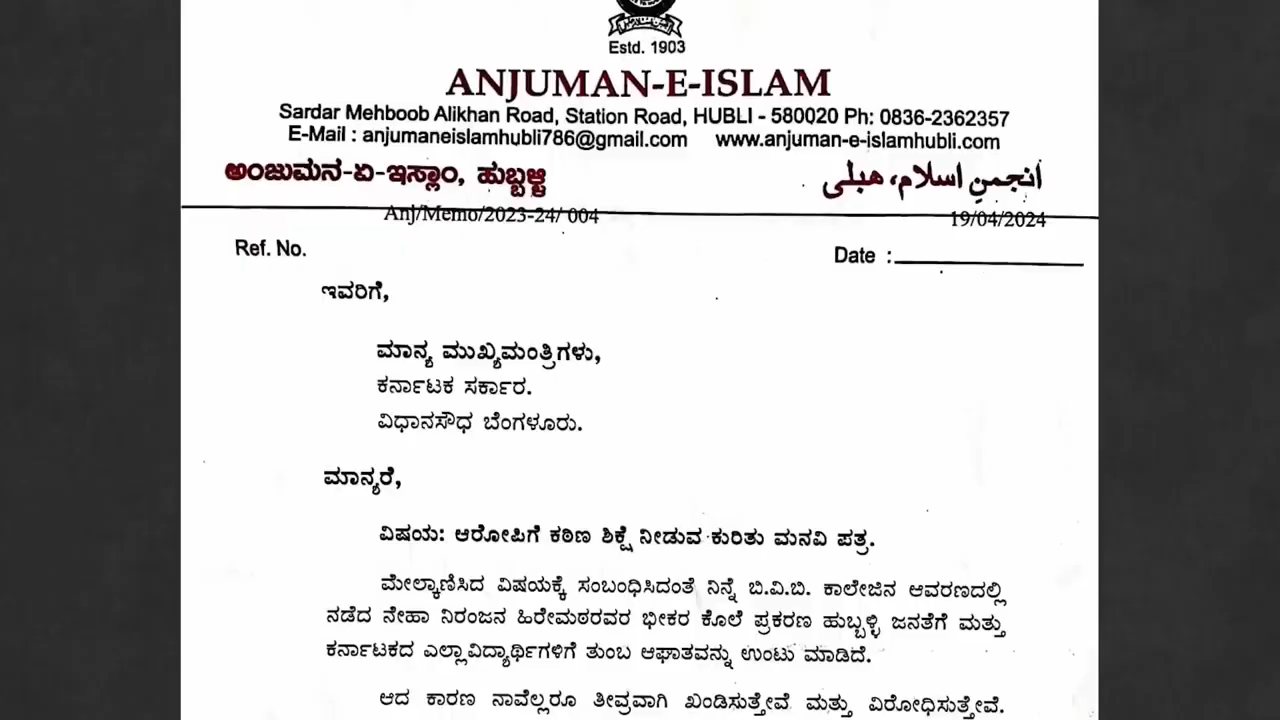 Estd. 1903
ANJUMAN-E-ISLAM
Sardar Mehboob Alikhan Road, Station Road, HUBLI - 580020 Ph: 0836-2362357
E-Mail : anjumaneislamhubli786@gmail.com www.anjuman-e-islamhubli.com
ಅಂಜುಮನ-ಏ-ಇಸ್ಲಾಂ, ಹುಬ್ಬಳ್ಳಿ انجمنِ اسلام، ھبلی
Anj/Memo/2023-24/ 004 19/04/2024
Ref. No. Date :
ಇವರಿಗೆ,
ಮಾನ್ಯ ಮುಖ್ಯಮಂತ್ರಿಗಳು,
ಕರ್ನಾಟಕ ಸರ್ಕಾರ.
ವಿಧಾನಸೌಧ ಬೆಂಗಳೂರು.
ಮಾನ್ಯರೆ,
ವಿಷಯ: ಆರೋಪಿಗೆ ಕಠಿಣ ಶಿಕ್ಷೆ ನೀಡುವ ಕುರಿತು ಮನವಿ ಪತ್ರ.
ಮೇಲ್ಕಾಣಿಸಿದ ವಿಷಯಕ್ಕೆ ಸಂಬಂಧಿಸಿದಂತೆ ನಿನ್ನೆ ಬಿ.ವಿ.ಬಿ. ಕಾಲೇಜಿನ ಆವರಣದಲ್ಲಿ
ನಡೆದ ನೇಹಾ ನಿರಂಜನ ಹಿರೇಮಠರವರ ಭೀಕರ ಕೊಲೆ ಪ್ರಕರಣ ಹುಬ್ಬಳ್ಳಿ ಜನತೆಗೆ ಮತ್ತು
ಕರ್ನಾಟಕದ ಎಲ್ಲಾವಿದ್ಯಾರ್ಥಿಗಳಿಗೆ ತುಂಬ ಆಘಾತವನ್ನು ಉಂಟು ಮಾಡಿದೆ.
ಆದ ಕಾರಣ ನಾವೆಲ್ಲರೂ ತೀವ್ರವಾಗಿ ಖಂಡಿಸುತ್ತೇವೆ ಮತ್ತು ವಿರೋಧಿಸುತ್ತೇವೆ.